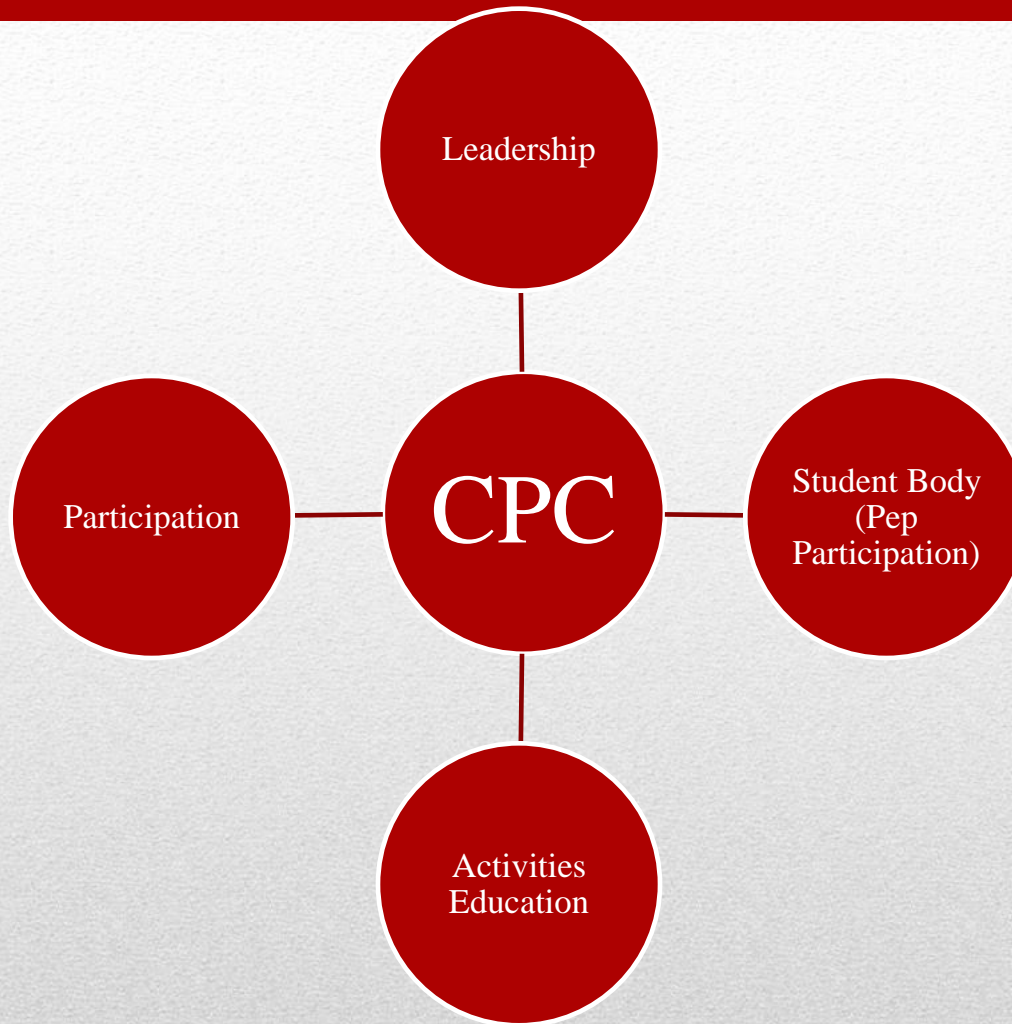 Leadership
Participation
CPC
Student Body
(Pep
Participation)
Activities
Education